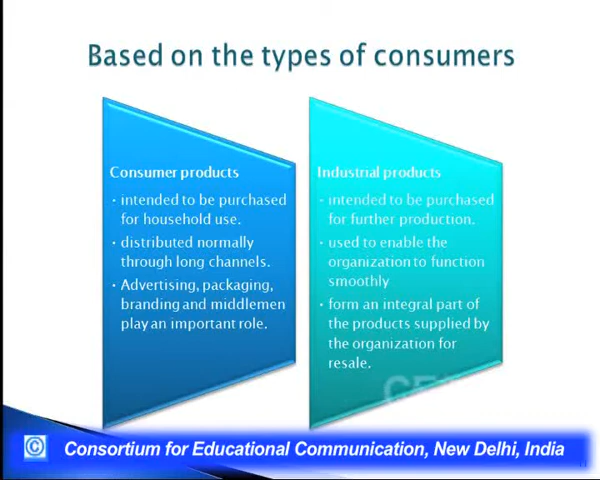 Based on the types of consumers
Consumer products
• intended to be purchased
for household use.
• distributed normally
through long channels.
• Advertising, packaging,
branding and middlemen
play an important role.
Industrial products
• intended to be purchased
for further production.
• used to enable the
organization to function
smoothly
• form an integral part of
the products supplied by
the organization for
resale.
© Consortium for Educational Communication, New Delhi, India